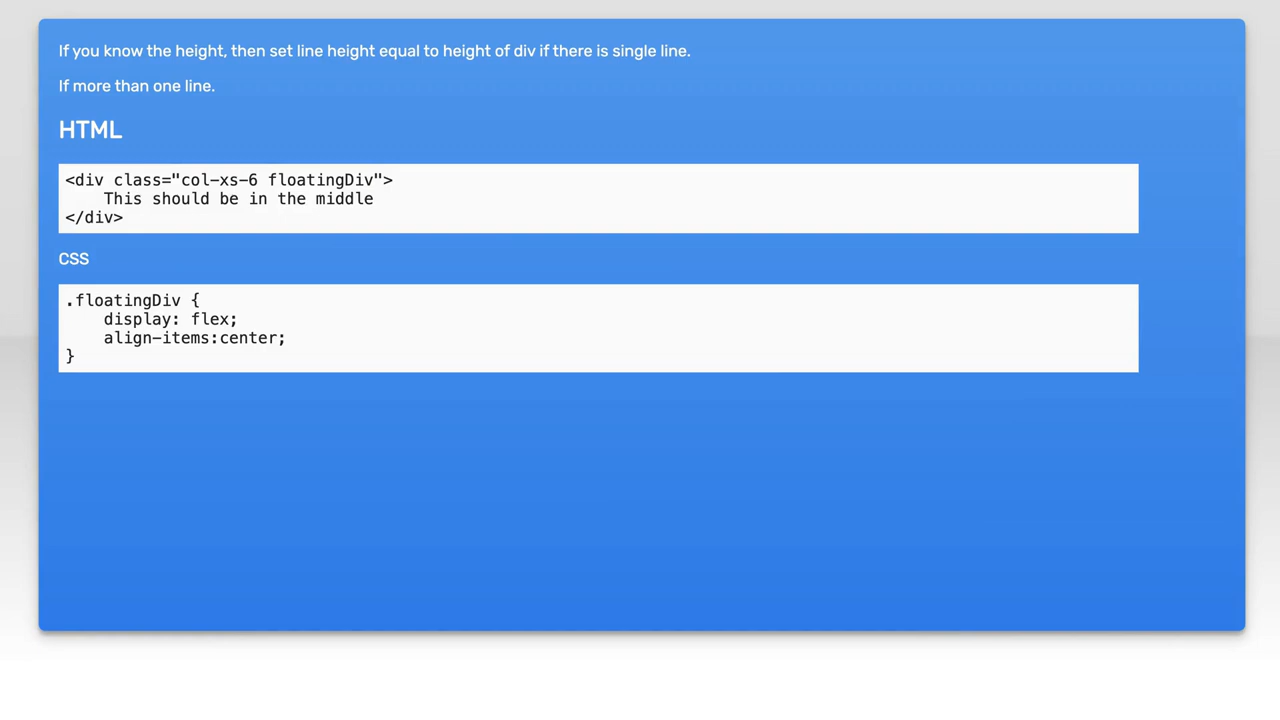 If you know the height, then set line height equal to height of div if there is single line.
If more than one line.
HTML
<div class="col-xs-6 floatingDiv">
    This should be in the middle
</div>
CSS
.floatingDiv {
    display: flex;
    align-items:center;
}